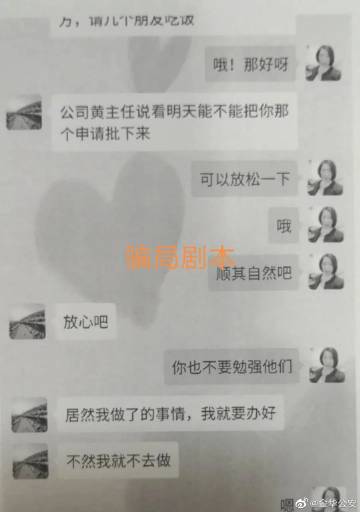 方，请几个朋友吃饭
哦！那好呀
公司黄主任说看明天能不能把你那
个申请批下来
可以放松一下
哦
骗局剧本
顺其自然吧
放心吧
你也不要勉强他们
居然我做了的事情，我就要办好
不然我就不去做
嗯
@金华公安